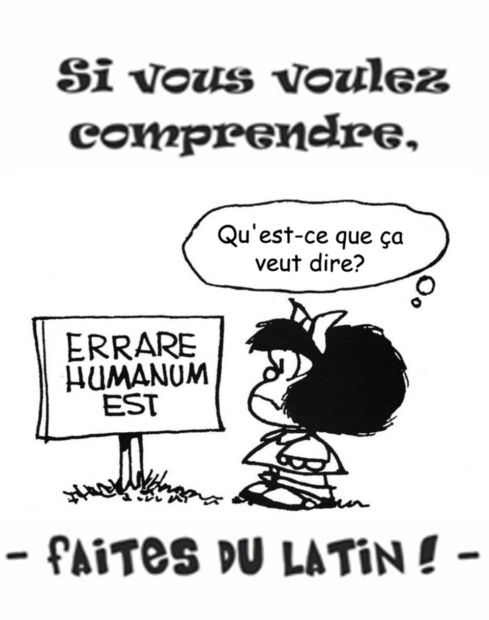 Si vous voulez
comprendre,
Qu'est-ce que ça
veut dire?
ERRARE
HUMANUM
EST
- FAITES DU LATIN ! -